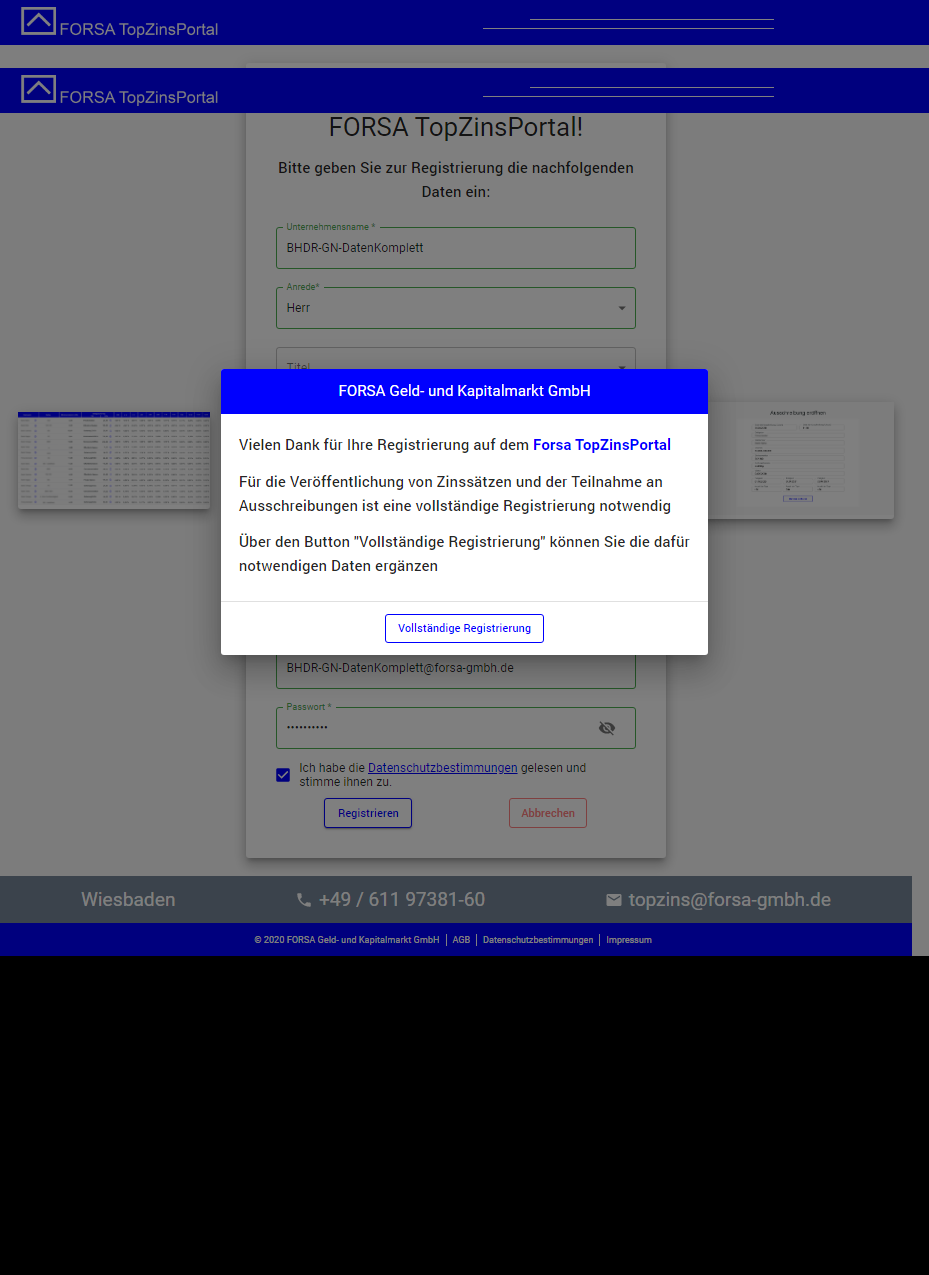 FORSA TopZinsPortal
FORSA TopZinsPortal
FORSA TopZinsPortal!
Bitte geben Sie zur Registrierung die nachfolgenden
Daten ein:
Unternehmensname *
BHDR-GN-DatenKomplett
Anrede*
Herr
Titel
FORSA Geld- und Kapitalmarkt GmbH
Vielen Dank für Ihre Registrierung auf dem Forsa TopZinsPortal
Für die Veröffentlichung von Zinssätzen und der Teilnahme an
Ausschreibungen ist eine vollständige Registrierung notwendig
Über den Button "Vollständige Registrierung" können Sie die dafür
notwendigen Daten ergänzen
Vollständige Registrierung
Ausschreibung eröffnen
BHDR-GN-DatenKomplett@forsa-gmbh.de
Passwort *
••••••••••
Ich habe die Datenschutzbestimmungen gelesen und
stimme ihnen zu.
Registrieren
Abbrechen
Wiesbaden
+49 / 611 97381-60
topzins@forsa-gmbh.de
© 2020 FORSA Geld- und Kapitalmarkt GmbH | AGB | Datenschutzbestimmungen | Impressum